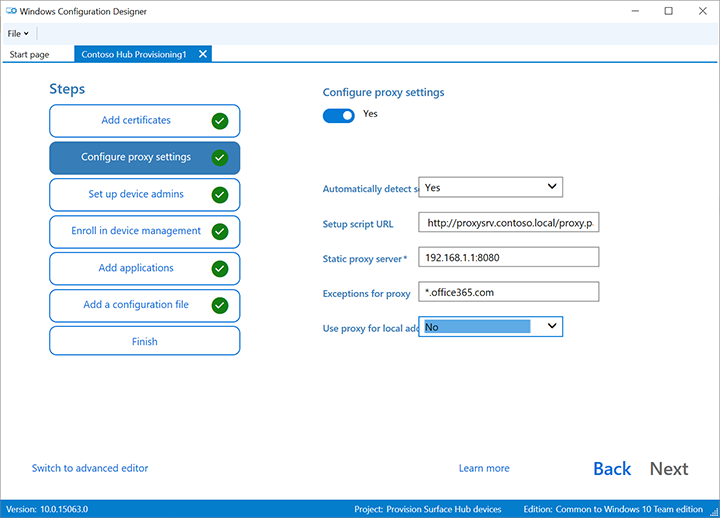 Windows Configuration Designer
File
Start page
Contoso Hub Provisioning1
Steps
Add certificates
Configure proxy settings
Set up device admins
Enroll in device management
Add applications
Add a configuration file
Finish
Configure proxy settings
Yes
Automatically detect se
Yes
Setup script URL
http://proxysrv.contoso.local/proxy.p
Static proxy server*
192.168.1.1:8080
Exceptions for proxy
*.office365.com
Use proxy for local add
No
Switch to advanced editor
Learn more
Back
Next
Version: 10.0.15063.0
Project: Provision Surface Hub devices
Edition: Common to Windows 10 Team edition